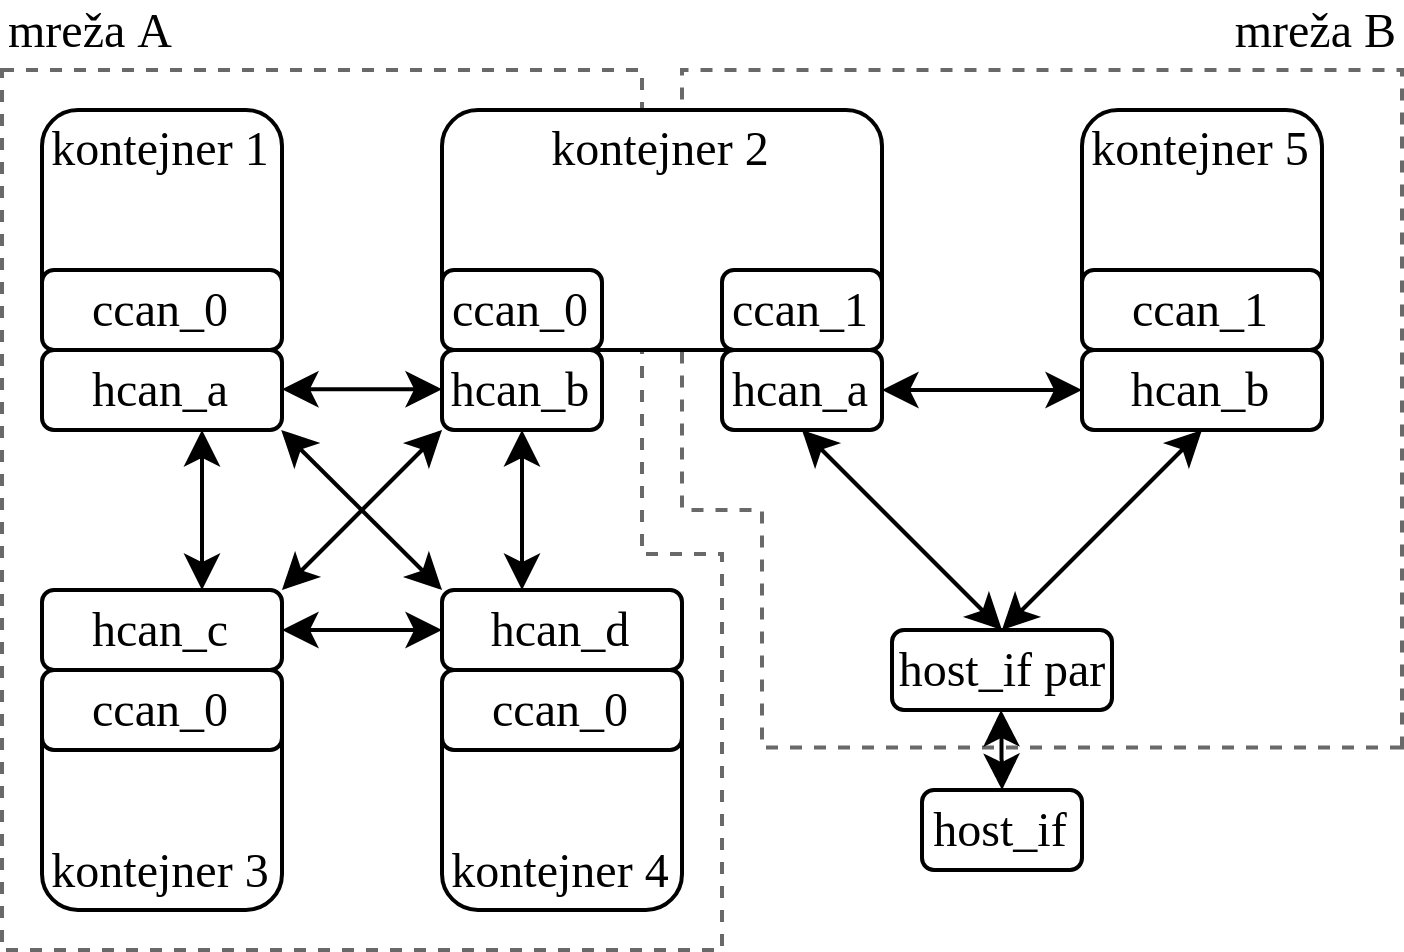 mreža A
mreža B
kontejner 1
kontejner 2
kontejner 5
ccan_0
ccan_0
ccan_1
ccan_1
hcan_a
hcan_b
hcan_a
hcan_b
hcan_c
hcan_d
host_if par
ccan_0
ccan_0
host_if
kontejner 3
kontejner 4